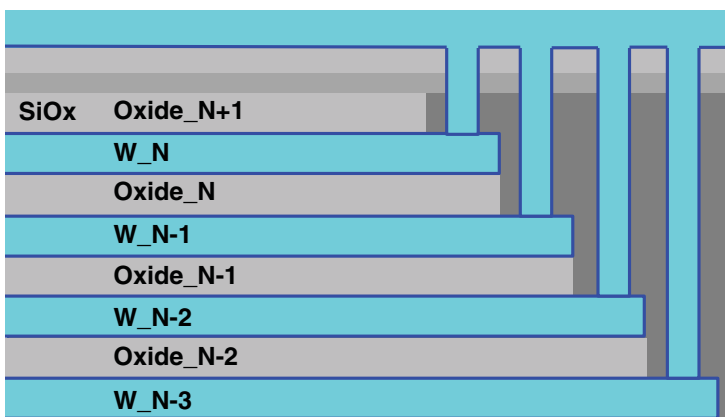 SiOx Oxide_N+1
W_N
Oxide_N
W_N-1
Oxide_N-1
W_N-2
Oxide_N-2
W_N-3